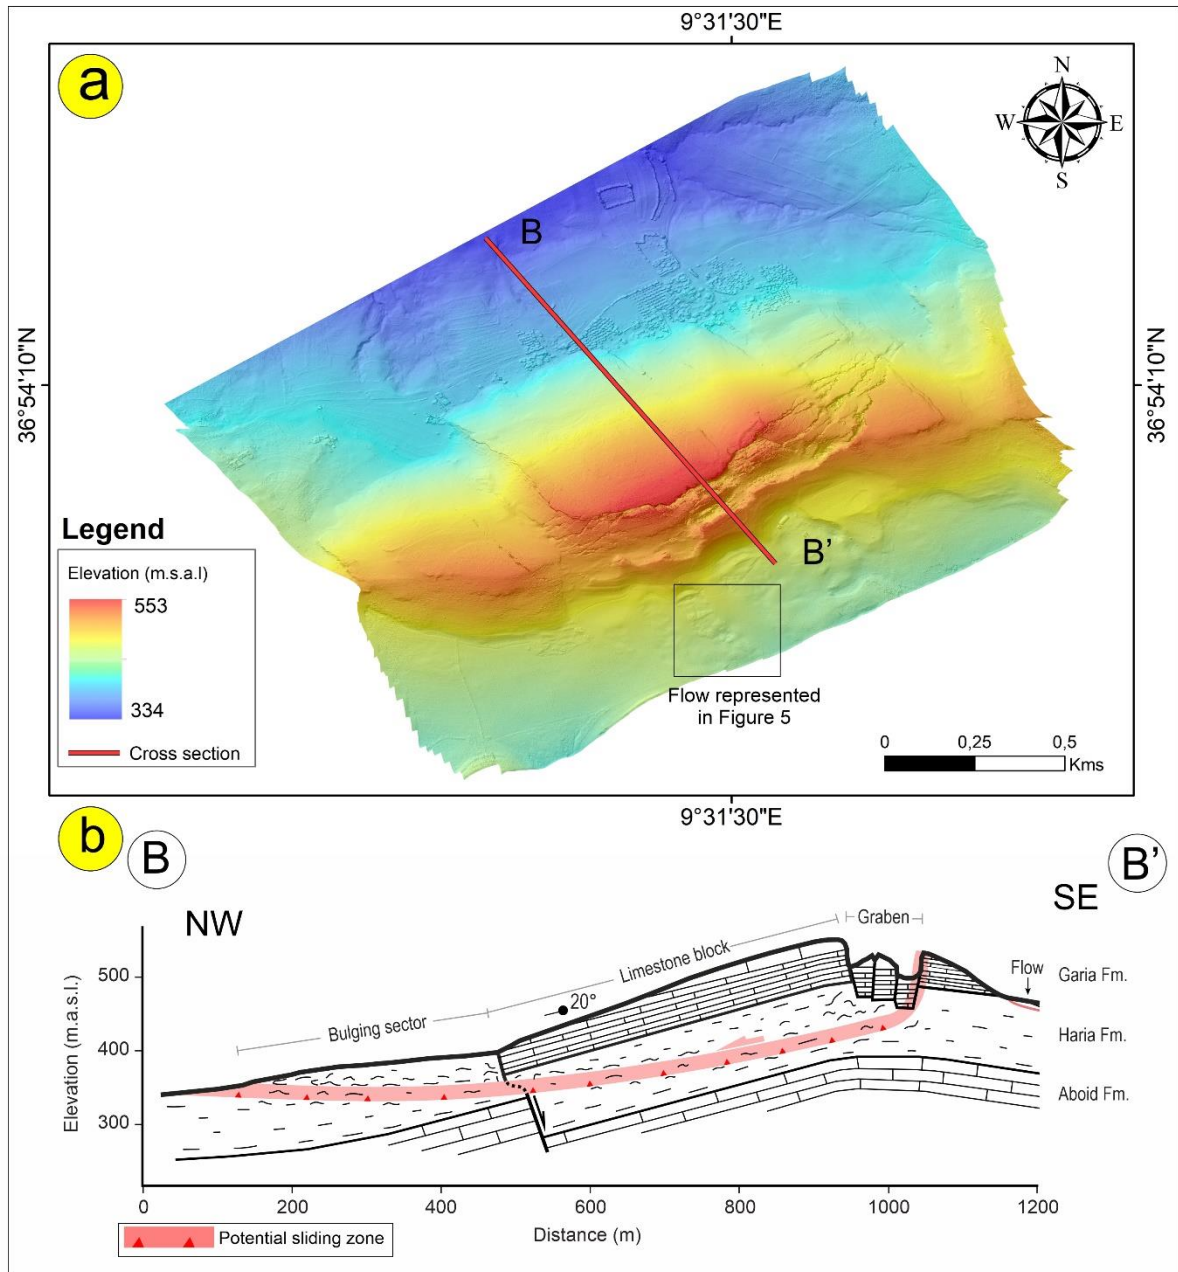 9°31'30"E
a
N
W E
S
B
36°54'10"N
36°54'10"N
B'
Legend
Elevation (m.s.a.l)
553
334
Cross section
Flow represented
in Figure 5
0 0,25 0,5
Kms
9°31'30"E
b
B
B'
NW
SE
Graben
Limestone block
20°
Bulging sector
Flow
Garia Fm.
Haria Fm.
Aboid Fm.
Elevation (m.a.s.l.)
500
400
300
0 200 400 600 800 1000 1200
Distance (m)
Potential sliding zone